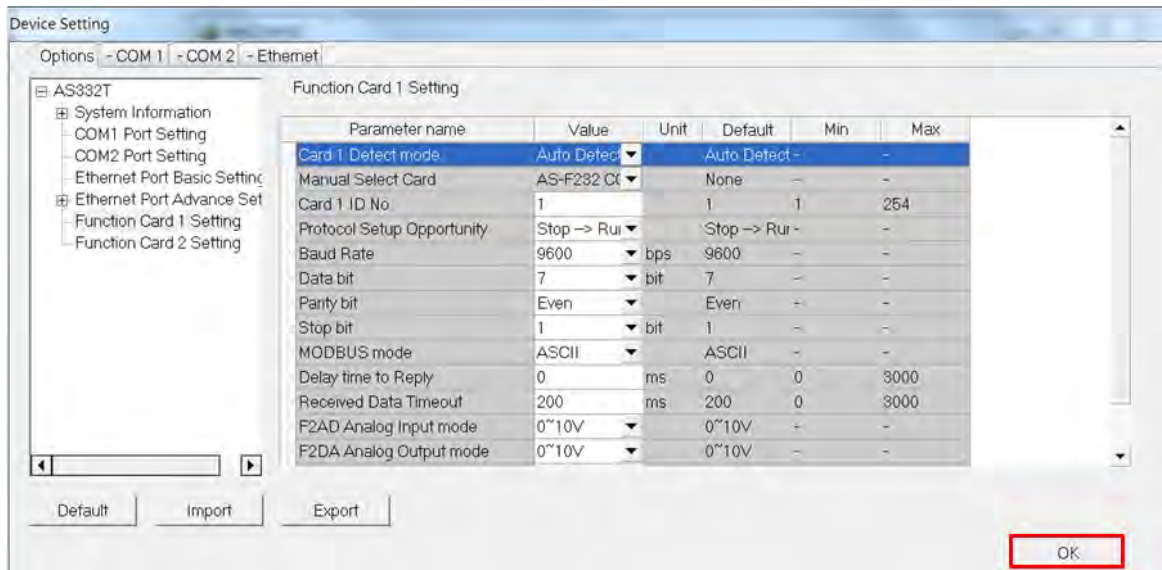 Device Setting
Options - COM 1 - COM 2 - Ethernet
AS332T
System Information
COM1 Port Setting
COM2 Port Setting
Ethernet Port Basic Setting
Ethernet Port Advance Set
Function Card 1 Setting
Function Card 2 Setting
Function Card 1 Setting
Parameter name Value Unit Default Min Max
Card 1 Detect mode Auto Detect Auto Detect - -
Manual Select Card AS-F232 CO None - -
Card 1 ID No 1 1 1 254
Protocol Setup Opportunity Stop -> Rur Stop -> Rur - -
Baud Rate 9600 bps 9600 - -
Data bit 7 bit 7 - -
Parity bit Even Even - -
Stop bit 1 bit 1 - -
MODBUS mode ASCII ASCII - -
Delay time to Reply 0 ms 0 0 3000
Received Data Timeout 200 ms 200 0 3000
F2AD Analog Input mode 0~10V 0~10V - -
F2DA Analog Output mode 0~10V 0~10V - -
Default Import Export
OK